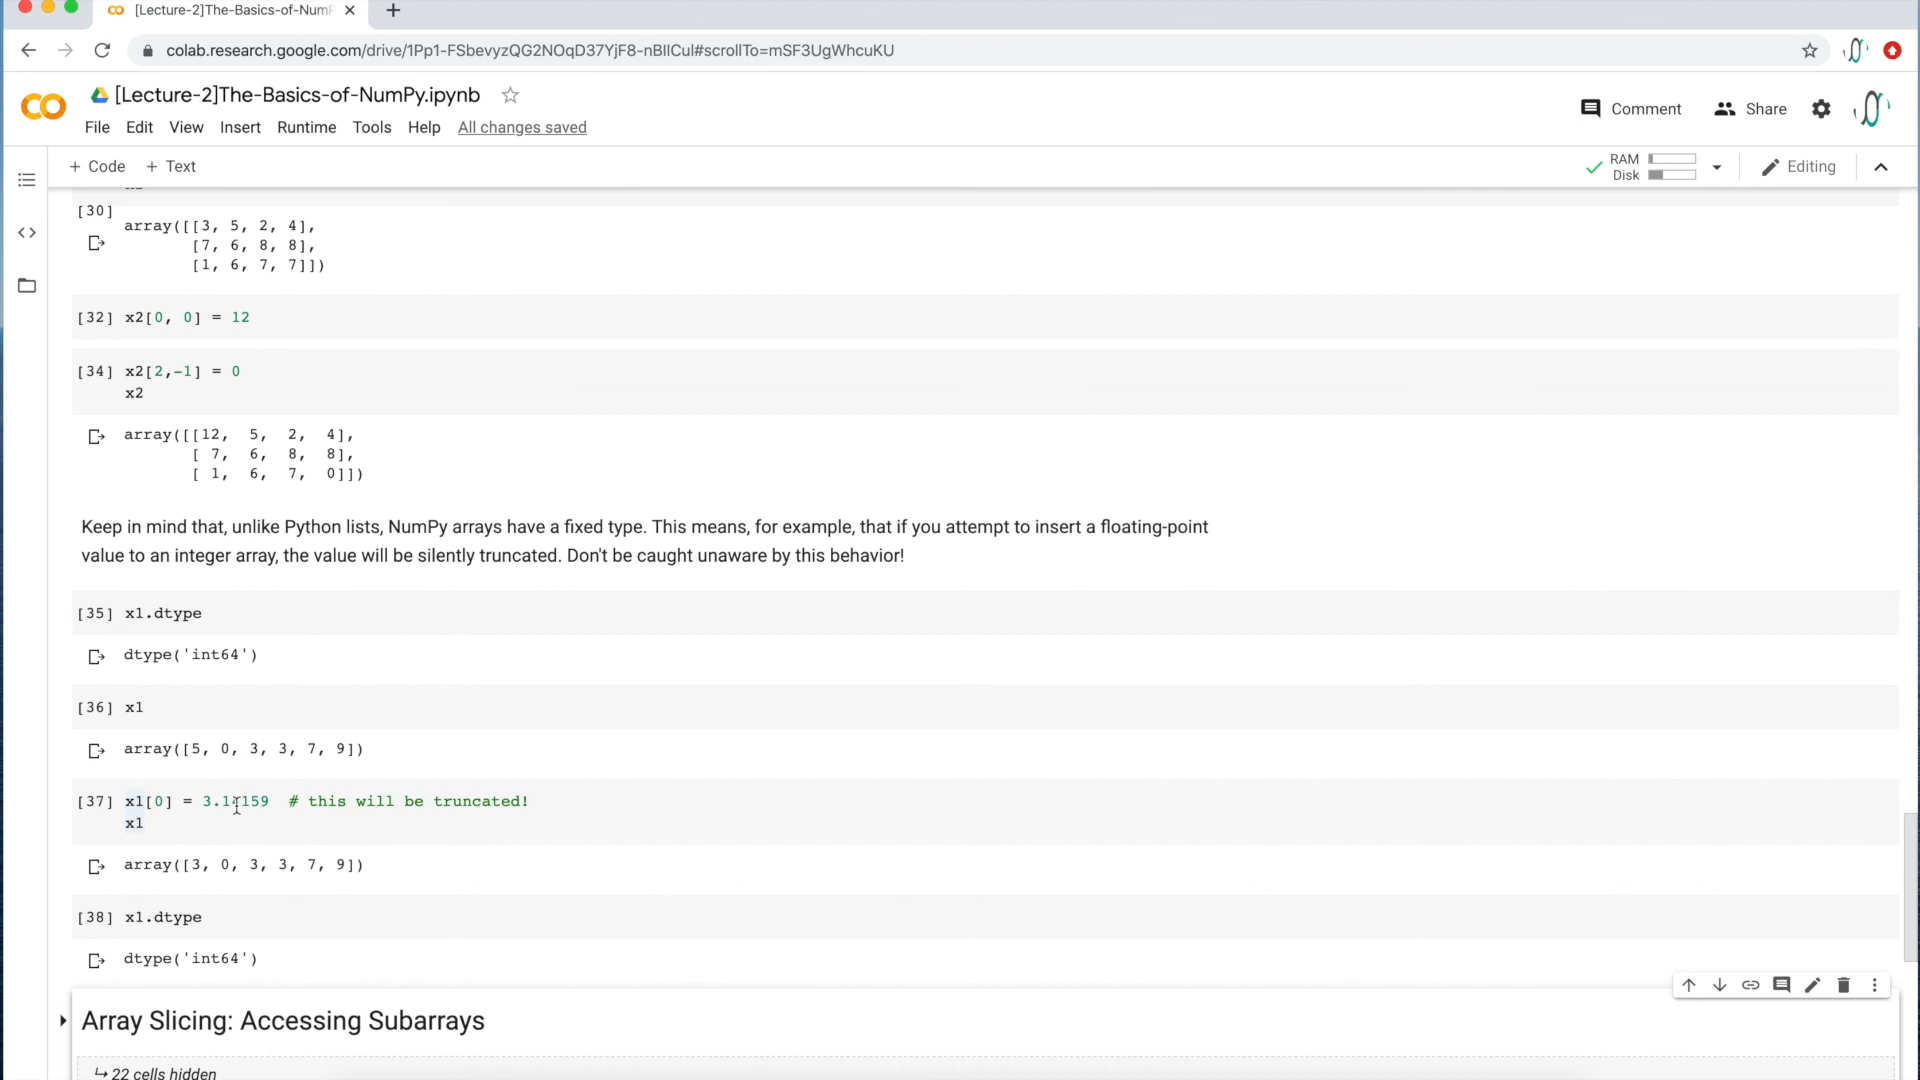 [Lecture-2]The-Basics-of-NumP
colab.research.google.com/drive/1Pp1-FSbevyzQG2NOqD37YjF8-nBIlCul#scrollTo=mSF3UgWhcuKU
[Lecture-2]The-Basics-of-NumPy.ipynb
Comment Share
File Edit View Insert Runtime Tools Help All changes saved
+ Code + Text
RAM
Disk
Editing
[30]
array([[3, 5, 2, 4],
[7, 6, 8, 8],
[1, 6, 7, 7]])
[32] x2[0, 0] = 12
[34] x2[2,-1] = 0
x2
array([[12, 5, 2, 4],
[ 7, 6, 8, 8],
[ 1, 6, 7, 0]])
Keep in mind that, unlike Python lists, NumPy arrays have a fixed type. This means, for example, that if you attempt to insert a floating-point
value to an integer array, the value will be silently truncated. Don't be caught unaware by this behavior!
[35] x1.dtype
dtype('int64')
[36] x1
array([5, 0, 3, 3, 7, 9])
[37] x1[0] = 3.14159 # this will be truncated!
x1
array([3, 0, 3, 3, 7, 9])
[38] x1.dtype
dtype('int64')
Array Slicing: Accessing Subarrays
22 cells hidden